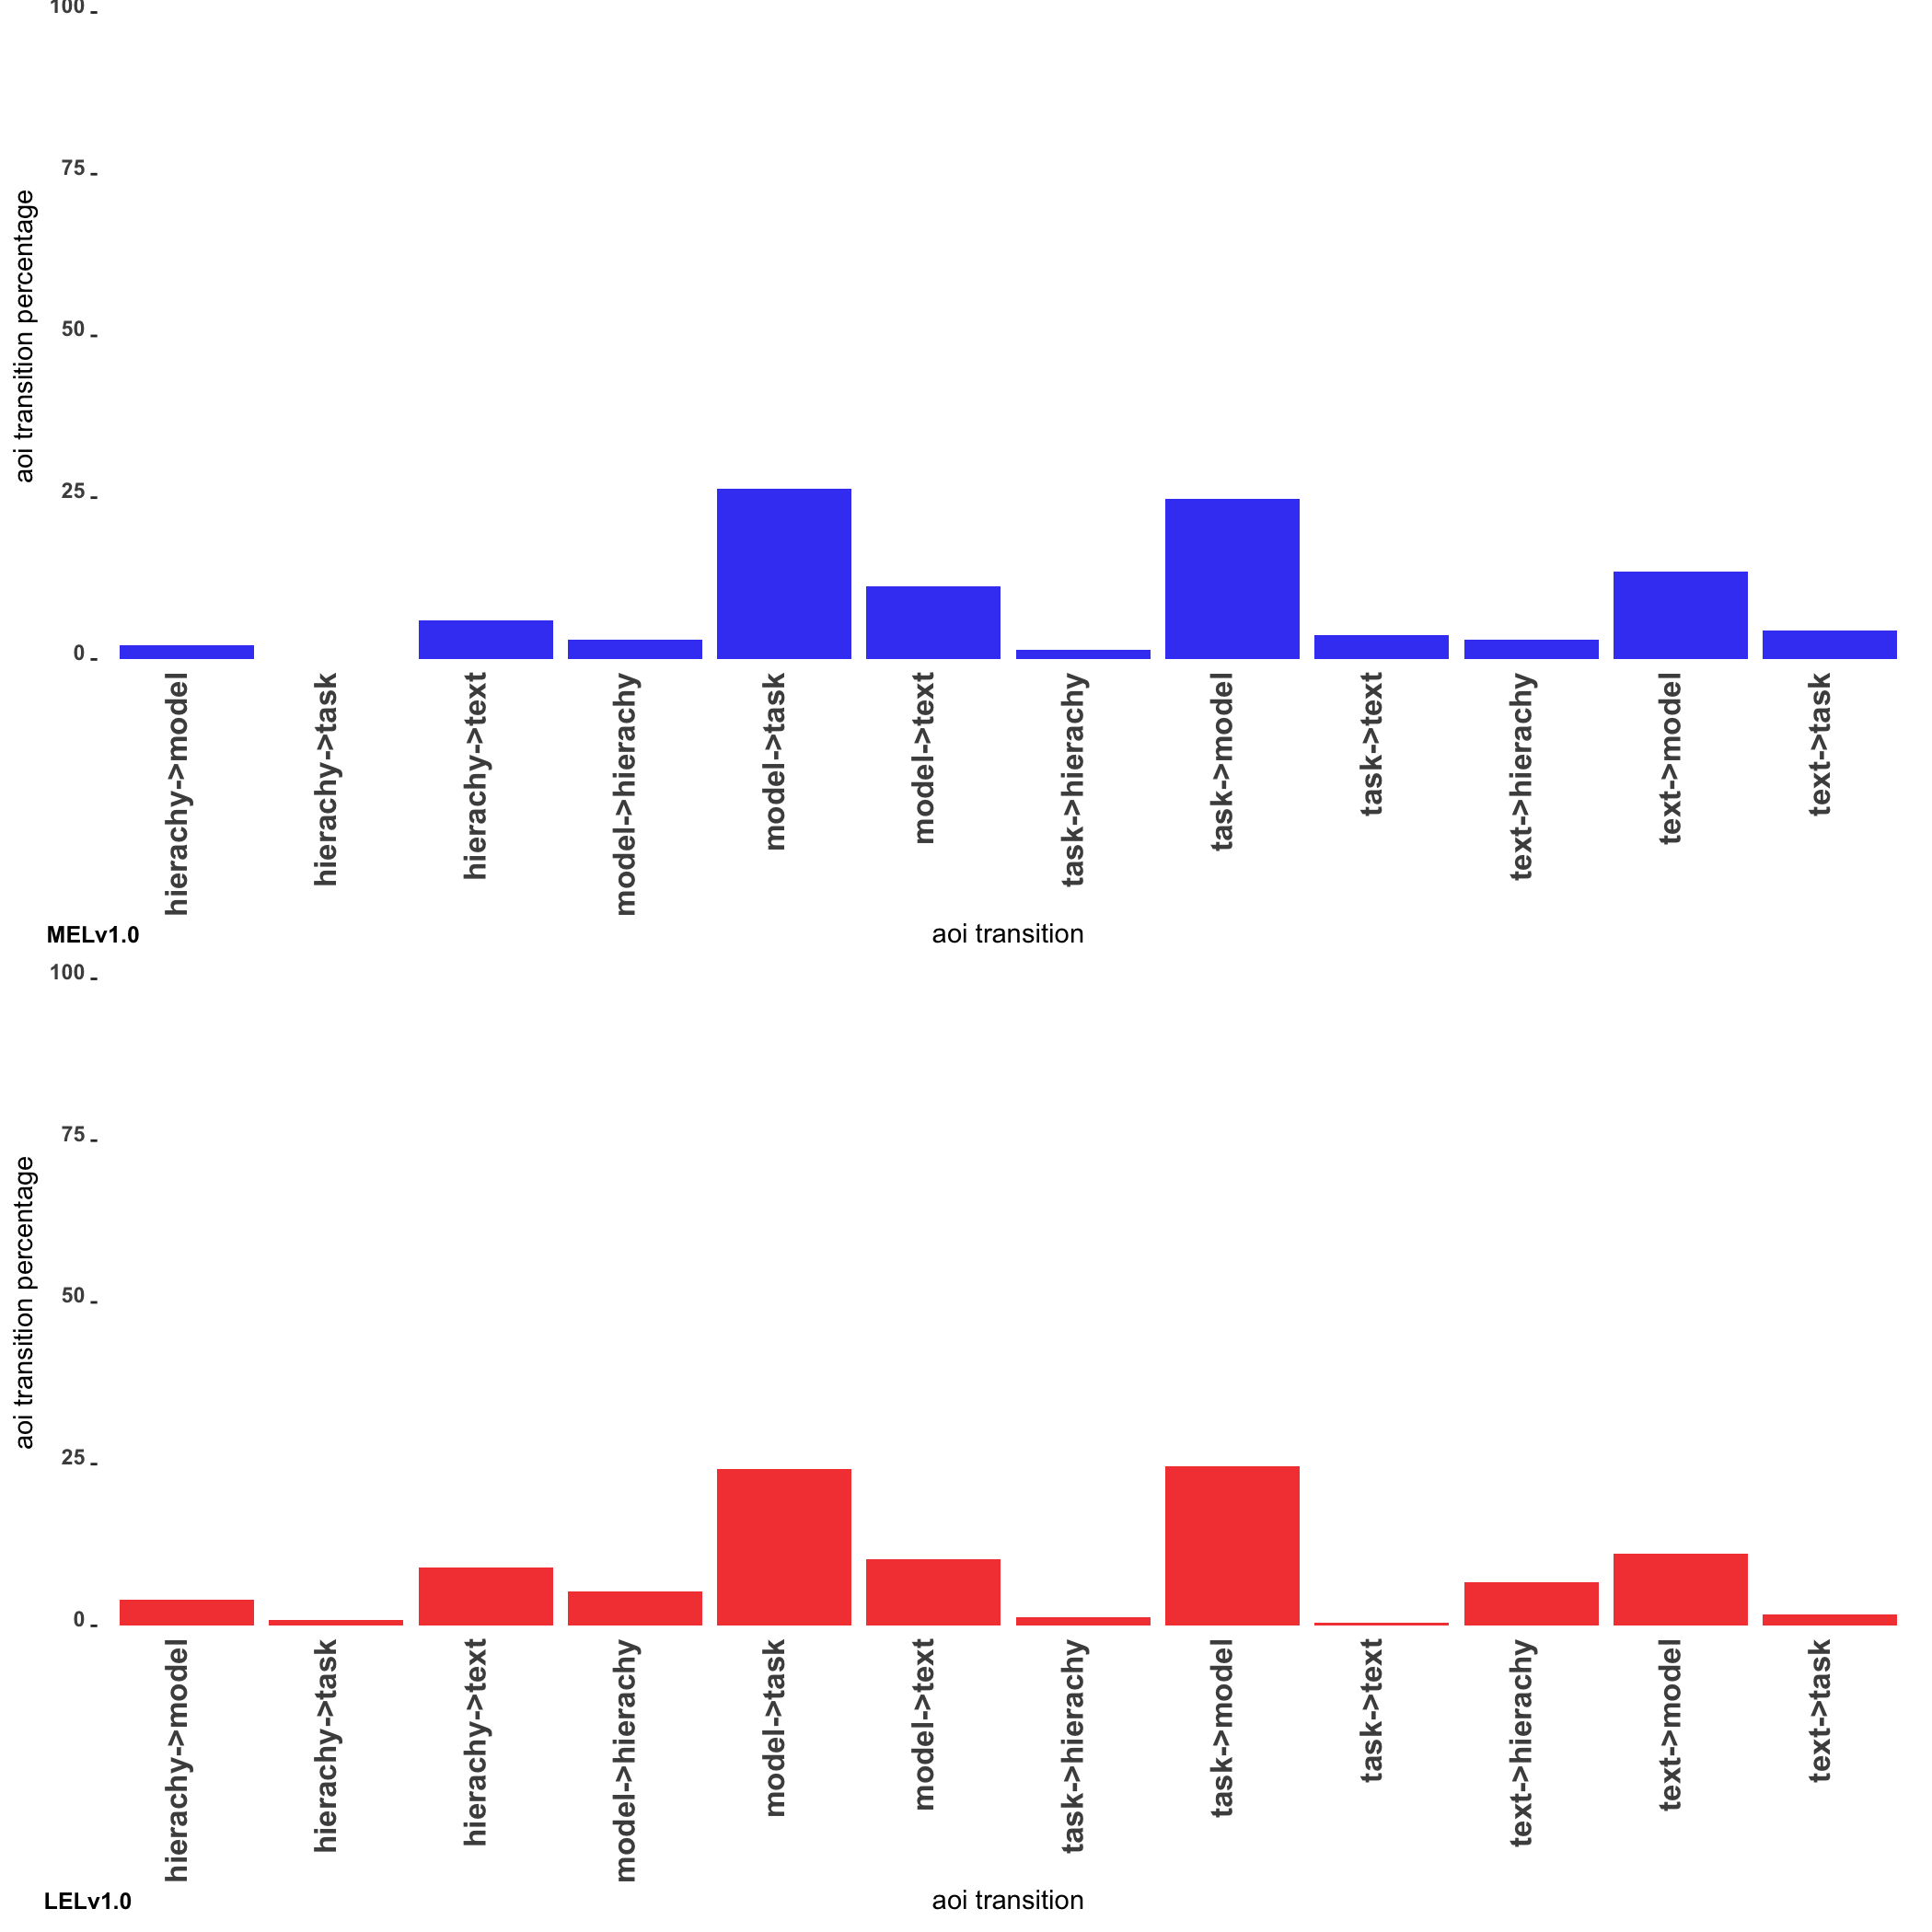 100
75
50
25
0
aoi transition percentage
hierachy->model
hierachy->task
hierachy->text
model->hierachy
model->task
model->text
task->hierachy
task->model
task->text
text->hierachy
text->model
text->task
MELv1.0
aoi transition
100
75
50
25
0
aoi transition percentage
hierachy->model
hierachy->task
hierachy->text
model->hierachy
model->task
model->text
task->hierachy
task->model
task->text
text->hierachy
text->model
text->task
LELv1.0
aoi transition